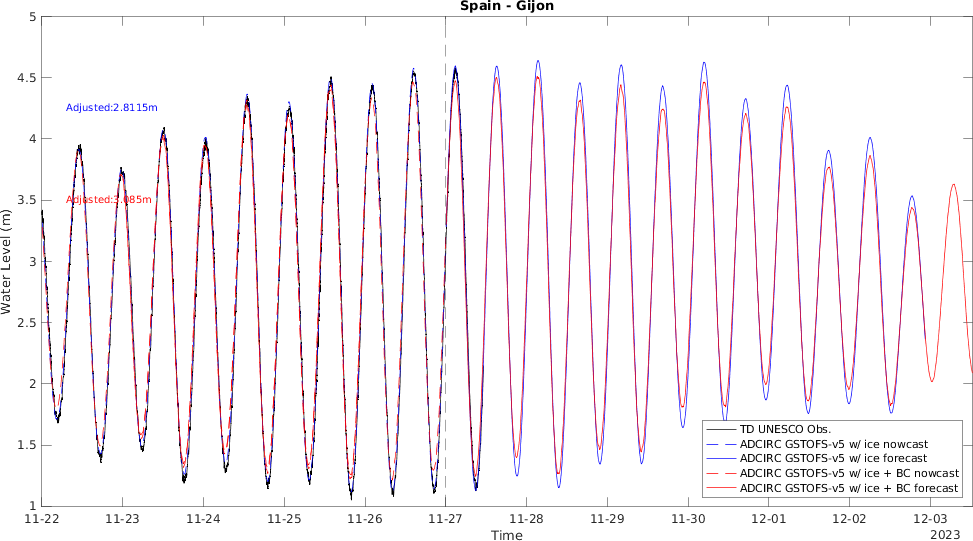 Spain - Gijon
5
4.5
4
3.5
3
2.5
2
1.5
1
Water Level (m)
Adjusted:2.8115m
Adjusted:3.085m
TD UNESCO Obs.
ADCIRC GSTOFS-v5 w/ ice nowcast
ADCIRC GSTOFS-v5 w/ ice forecast
ADCIRC GSTOFS-v5 w/ ice + BC nowcast
ADCIRC GSTOFS-v5 w/ ice + BC forecast
11-22 11-23 11-24 11-25 11-26 11-27 11-28 11-29 11-30 12-01 12-02 12-03
Time
2023